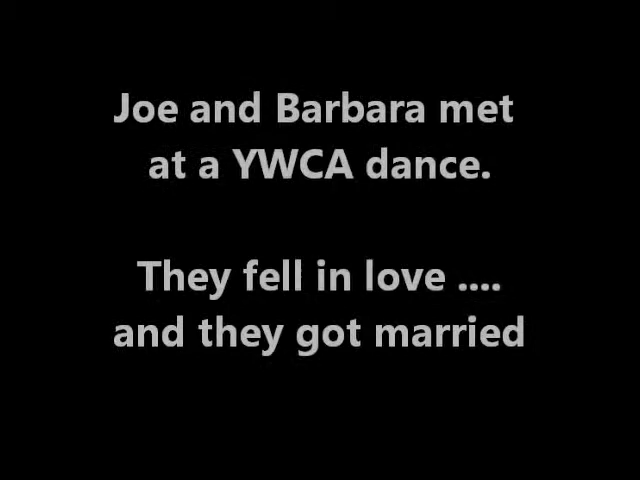 Joe and Barbara met
at a YWCA dance.
They fell in love ....
and they got married